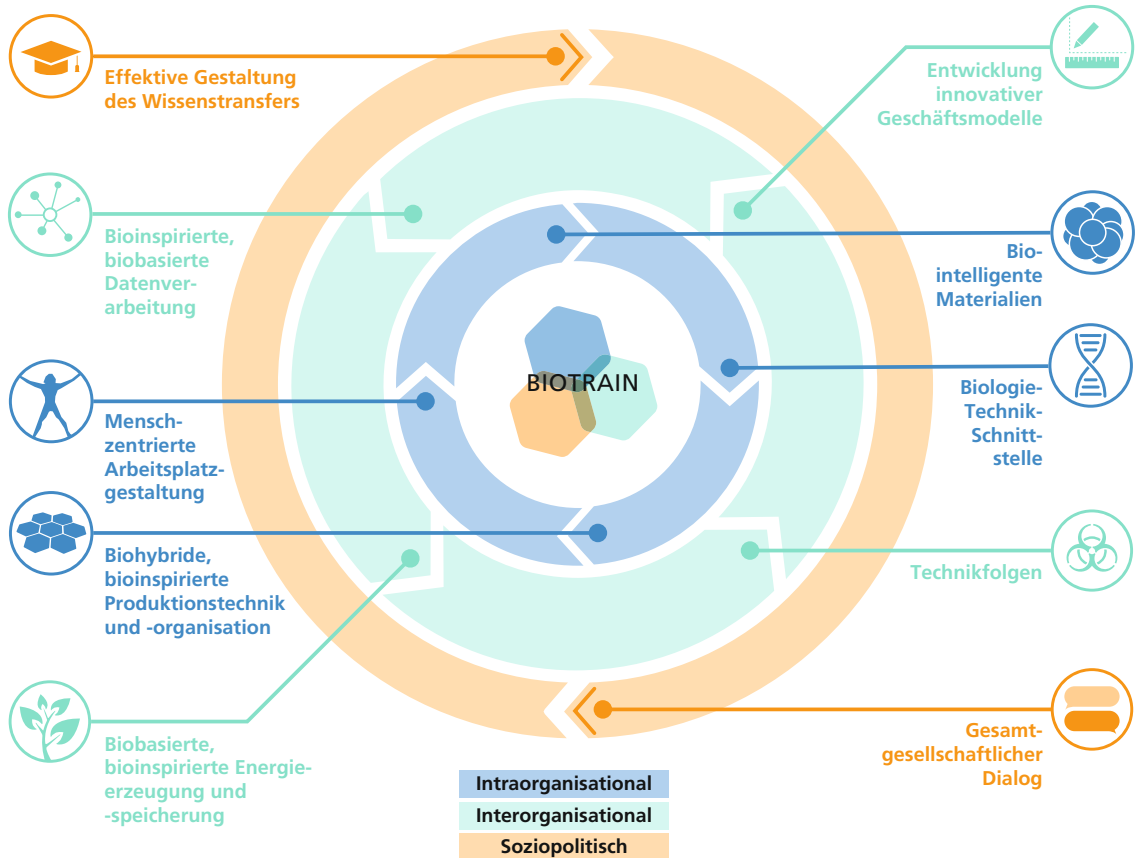 Effektive Gestaltung
des Wissenstransfers
Bioinspirierte,
biobasierte
Datenver-
arbeitung
Mensch-
zentrierte
Arbeitsplatz-
gestaltung
Biohybride,
bioinspirierte
Produktionstechnik
und -organisation
Biobasierte,
bioinspirierte Energie-
erzeugung und
-speicherung
BIOTRAIN
Entwicklung
innovativer
Geschäftsmodelle
Bio-
intelligente
Materialien
Biologie-
Technik-
Schnitt-
stelle
Technikfolgen
Gesamt-
gesellschaftlicher
Dialog
Intraorganisational
Interorganisational
Soziopolitisch